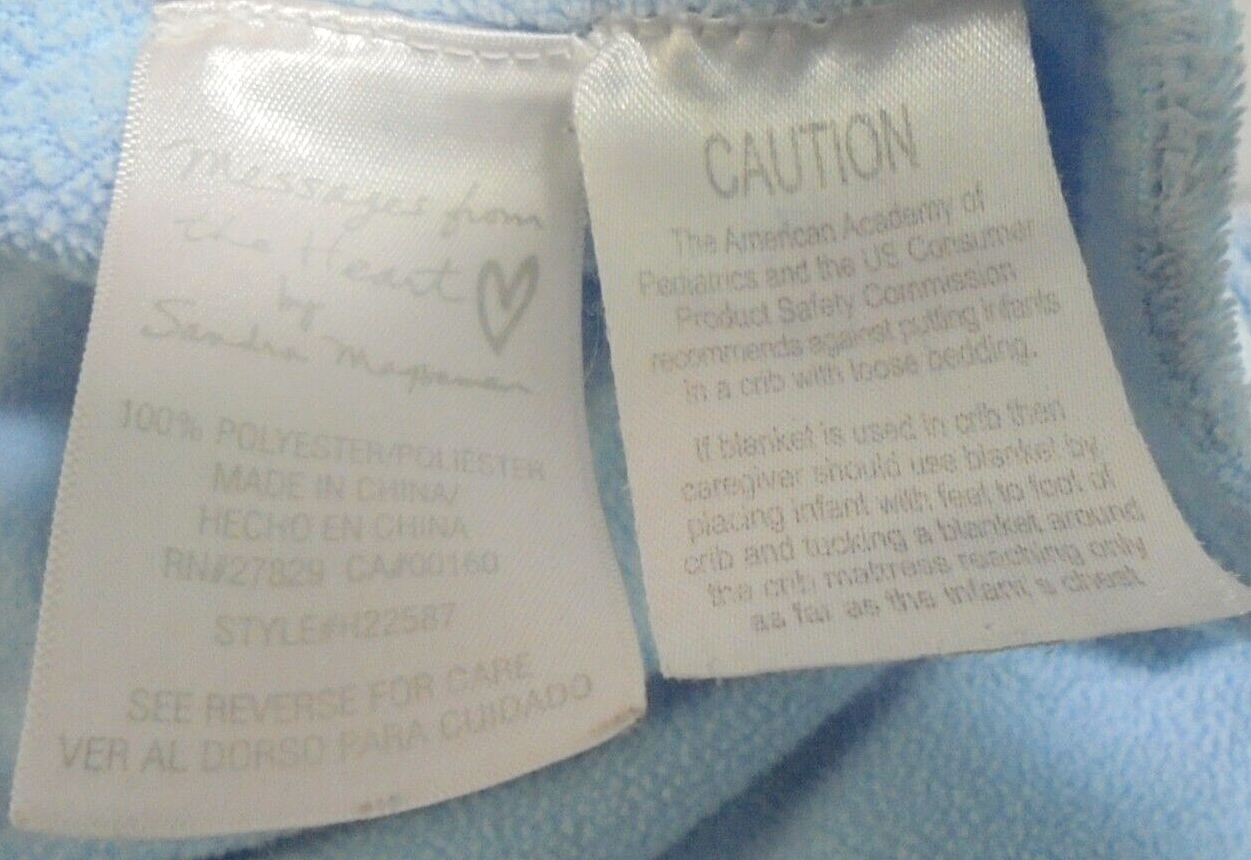 Messages from
the Heart
by
Sandra Magsamen
100% POLYESTER/POLIÉSTER
MADE IN CHINA/
HECHO EN CHINA
RN#27829 CA#00160
STYLE#H22587
SEE REVERSE FOR CARE
VER AL DORSO PARA CUIDADO
CAUTION
The American Academy of
Pediatrics and the US Consumer
Product Safety Commission
recommends against putting infants
in a crib with loose bedding.
If blanket is used in crib then
caregiver should use blanket by
placing infant with feet to foot of
crib and tucking a blanket around
the crib mattress reaching only
as far as the infant's chest